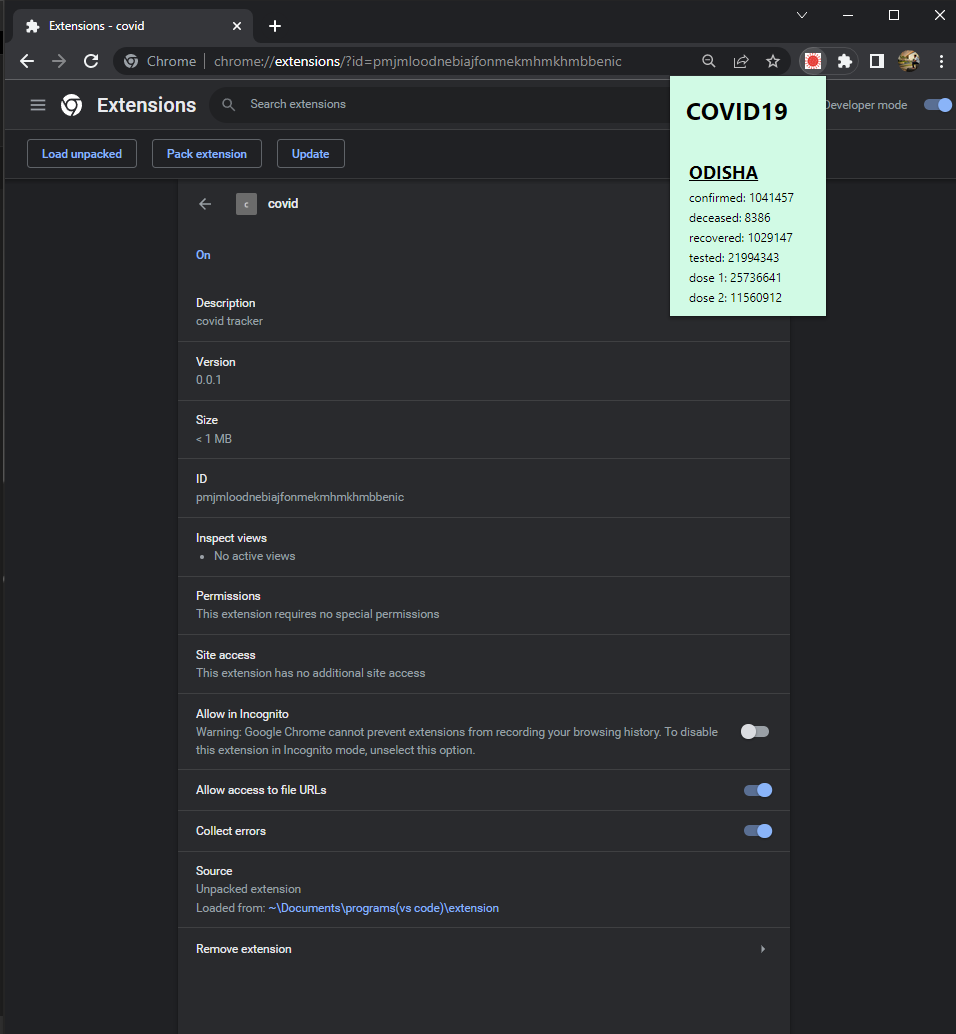 Extensions - covid
Chrome chrome://extensions/?id=pmjmloodnebiajfonmekmhmkhmbbenic
Extensions
Search extensions
Developer mode
Load unpacked
Pack extension
Update
COVID19
ODISHA
confirmed: 1041457
deceased: 8386
recovered: 1029147
tested: 21994343
dose 1: 25736641
dose 2: 11560912
c
covid
On
Description
covid tracker
Version
0.0.1
Size
< 1 MB
ID
pmjmloodnebiajfonmekmhmkhmbbenic
Inspect views
• No active views
Permissions
This extension requires no special permissions
Site access
This extension has no additional site access
Allow in Incognito
Warning: Google Chrome cannot prevent extensions from recording your browsing history. To disable
this extension in Incognito mode, unselect this option.
Allow access to file URLs
Collect errors
Source
Unpacked extension
Loaded from: ~\Documents\programs(vs code)\extension
Remove extension